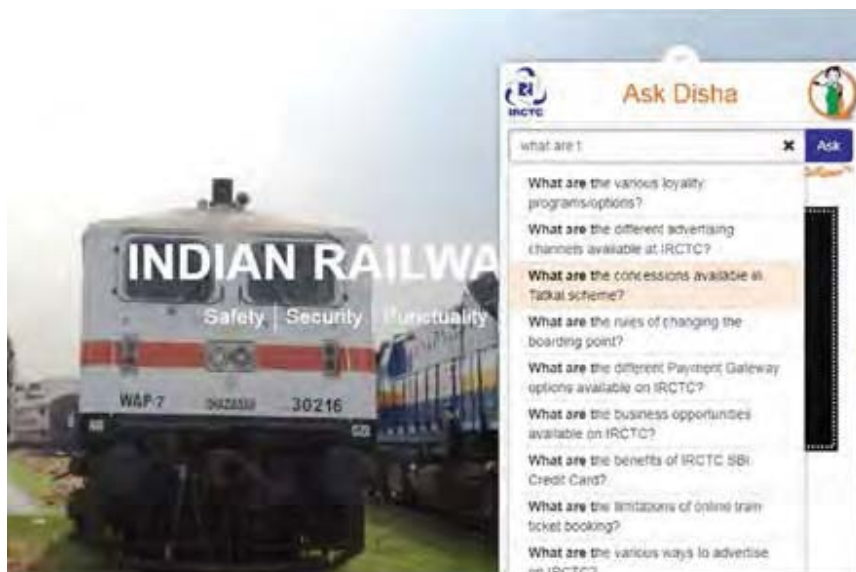 IRCTC
Ask Disha
what are t
Ask
What are the various loyality
programs/options?
What are the different advertising
channels available at IRCTC?
What are the concessions available in
Tatkal scheme?
What are the rules of changing the
boarding point?
What are the different Payment Gateway
options available on IRCTC?
What are the business opportunities
available on IRCTC?
What are the benefits of IRCTC SBI
Credit Card?
What are the limitations of online train
ticket booking?
What are the various ways to advertise
on IRCTC?
INDIAN RAILWA
Safety | Security | Punctuality
WAP-7
30216